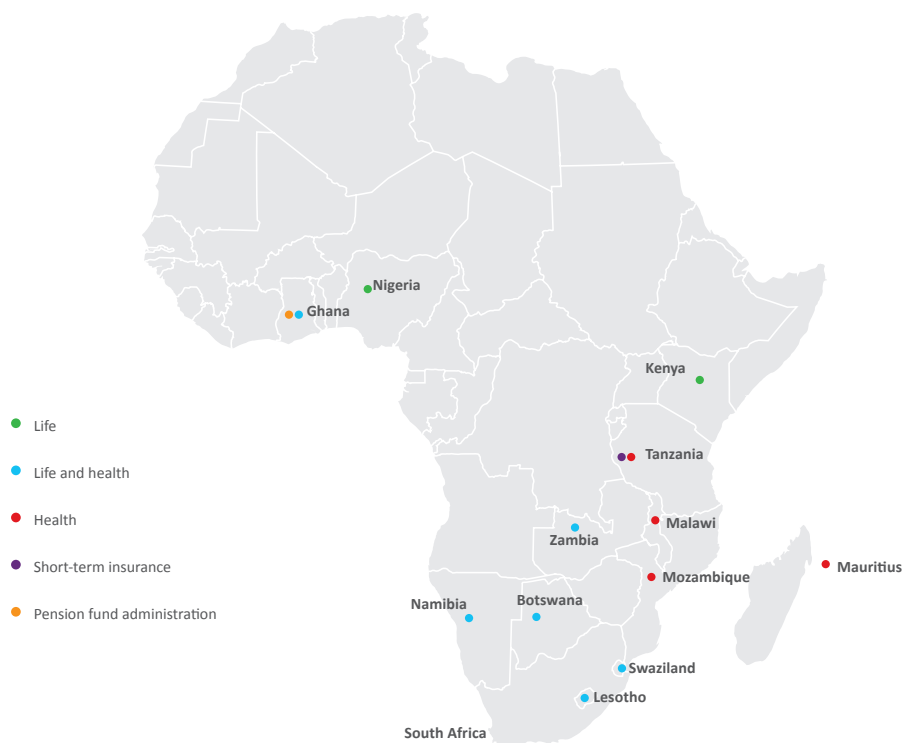 Nigeria
Ghana
Kenya
Life
Tanzania
Life and health
Health
Malawi
Zambia
Short-term insurance
Mauritius
Mozambique
Botswana
Namibia
Pension fund administration
Swaziland
Lesotho
South Africa